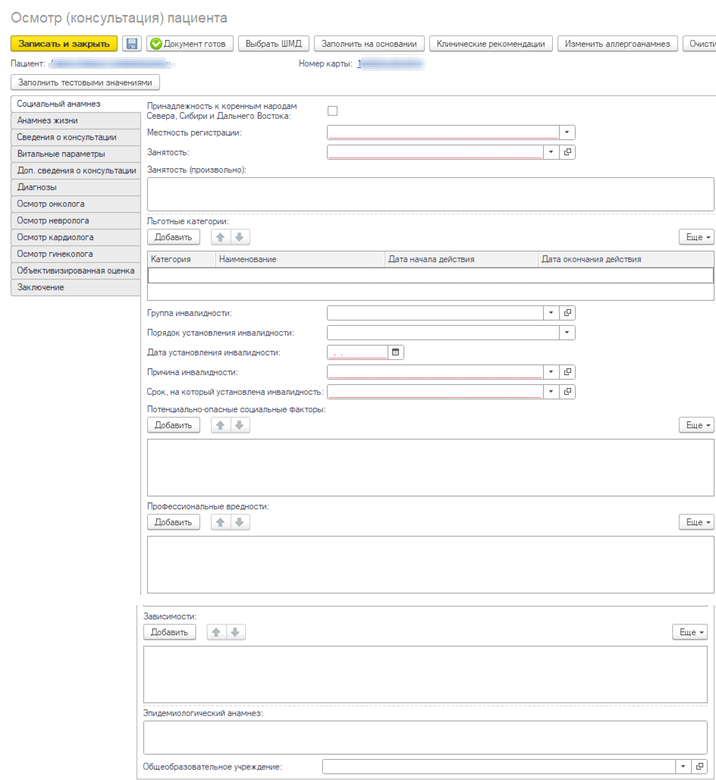 Осмотр (консультация) пациента
Записать и закрыть Документ готов Выбрать ШМД Заполнить на основании Клинические рекомендации Изменить аллергоанамнез Очисти
Пациент: Номер карты:
Заполнить тестовыми значениями
Социальный анамнез
Анамнез жизни
Сведения о консультации
Витальные параметры
Доп. сведения о консультации
Диагнозы
Осмотр онколога
Осмотр невролога
Осмотр кардиолога
Осмотр гинеколога
Объективизированная оценка
Заключение
Принадлежность к коренным народам
Севера, Сибири и Дальнего Востока:
Местность регистрации:
Занятость:
Занятость (произвольно):
Льготные категории:
Добавить Еще
Категория Наименование Дата начала действия Дата окончания действия
Группа инвалидности:
Порядок установления инвалидности:
Дата установления инвалидности: . .
Причина инвалидности:
Срок, на который установлена инвалидность:
Потенциально-опасные социальные факторы:
Добавить Еще
Профессиональные вредности:
Добавить Еще
Зависимости:
Добавить Еще
Эпидемиологический анамнез:
Общеобразовательное учреждение: